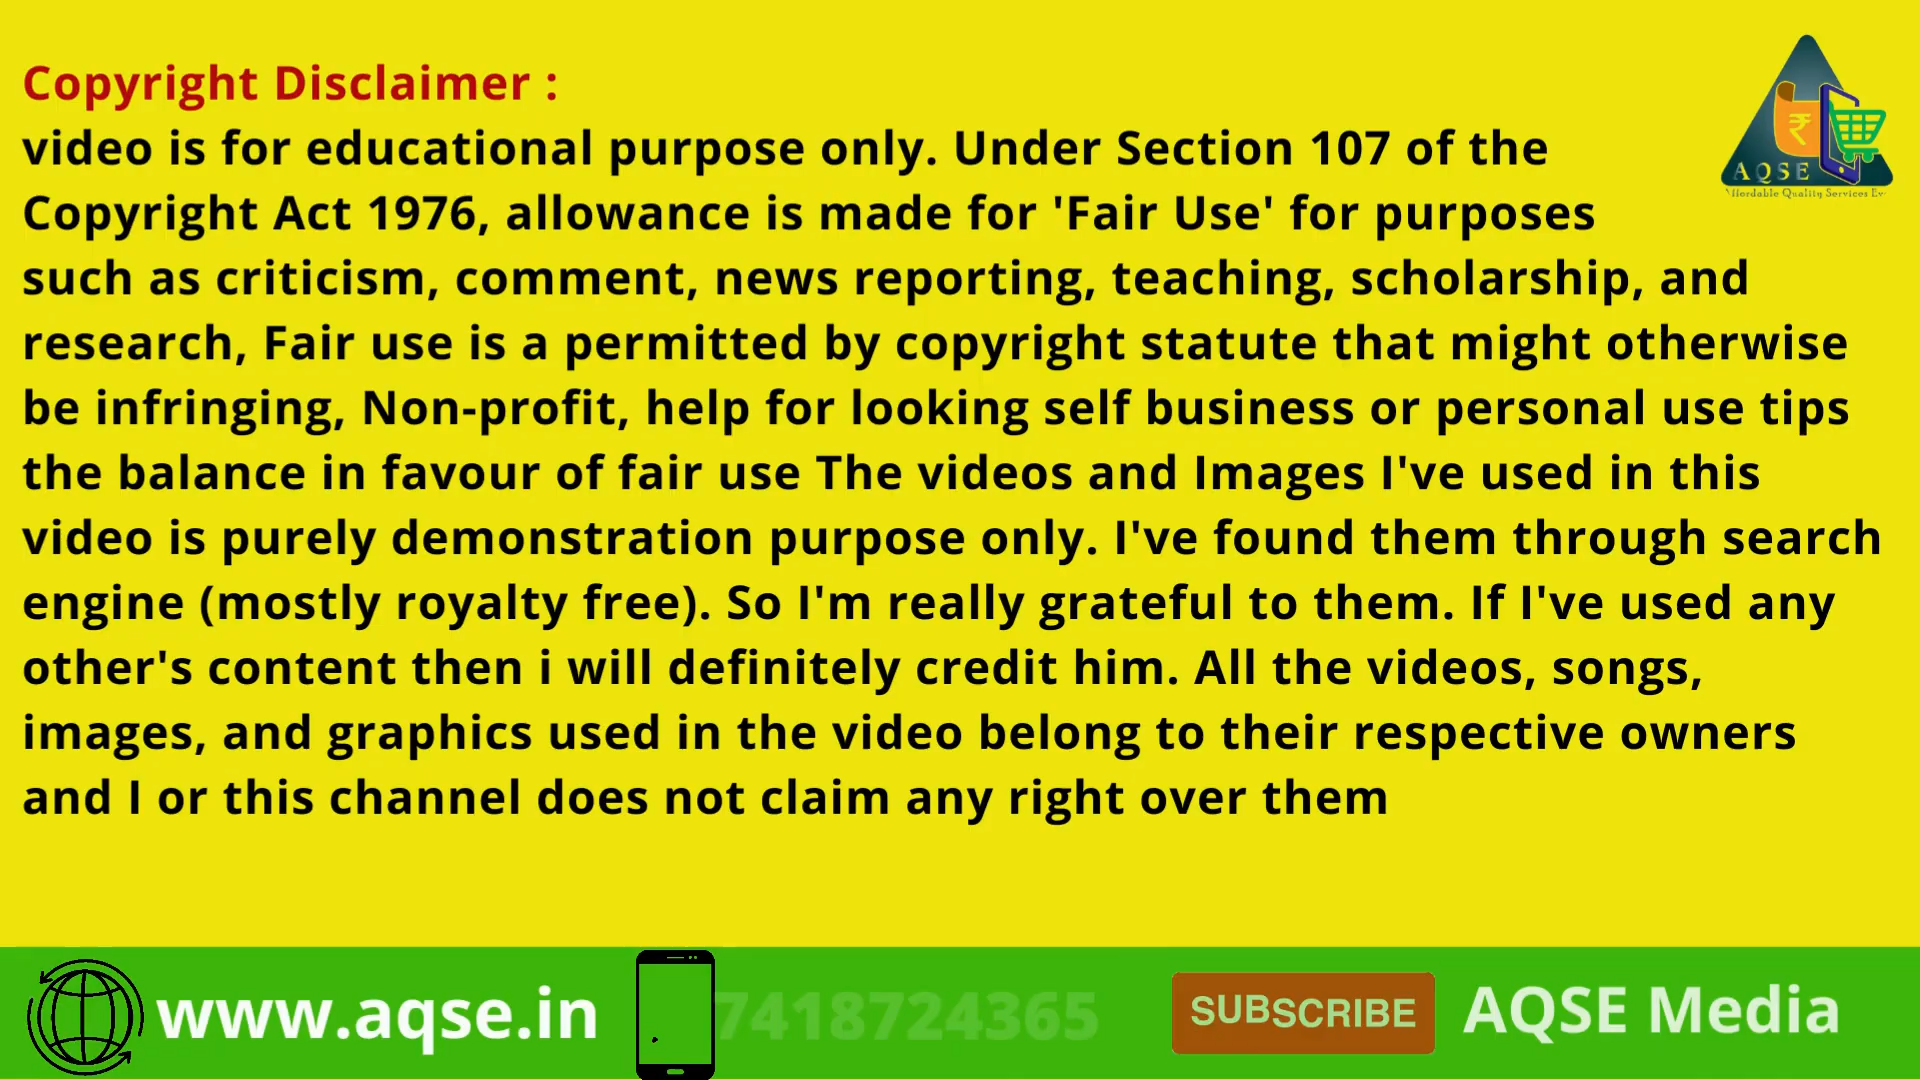 Copyright Disclaimer :
video is for educational purpose only. Under Section 107 of the
Copyright Act 1976, allowance is made for 'Fair Use' for purposes
such as criticism, comment, news reporting, teaching, scholarship, and
research, Fair use is a permitted by copyright statute that might otherwise
be infringing, Non-profit, help for looking self business or personal use tips
the balance in favour of fair use The videos and Images I've used in this
video is purely demonstration purpose only. I've found them through search
engine (mostly royalty free). So I'm really grateful to them. If I've used any
other's content then i will definitely credit him. All the videos, songs,
images, and graphics used in the video belong to their respective owners
and I or this channel does not claim any right over them
₹
AQSE
Affordable Quality Services Ev
www.aqse.in
7418724365
SUBSCRIBE
AQSE Media